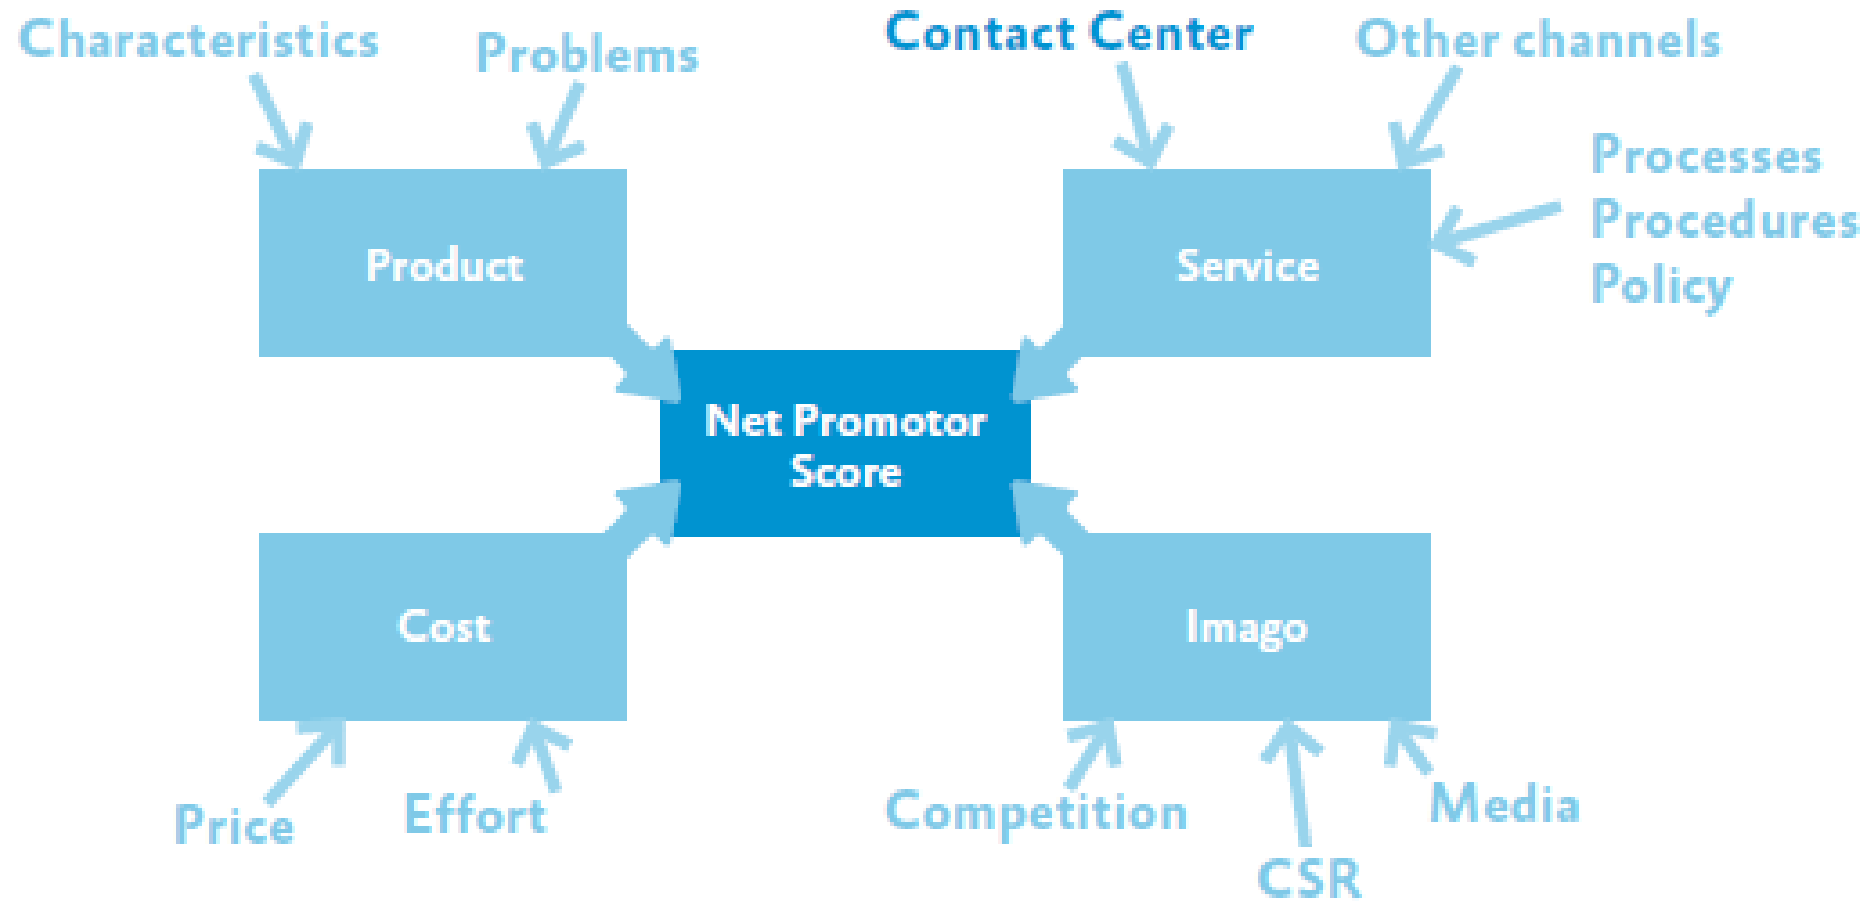 Characteristics
Problems
Contact Center
Other channels
Processes
Procedures
Policy
Product
Service
Net Promotor
Score
Cost
Imago
Price
Effort
Competition
Media
CSR